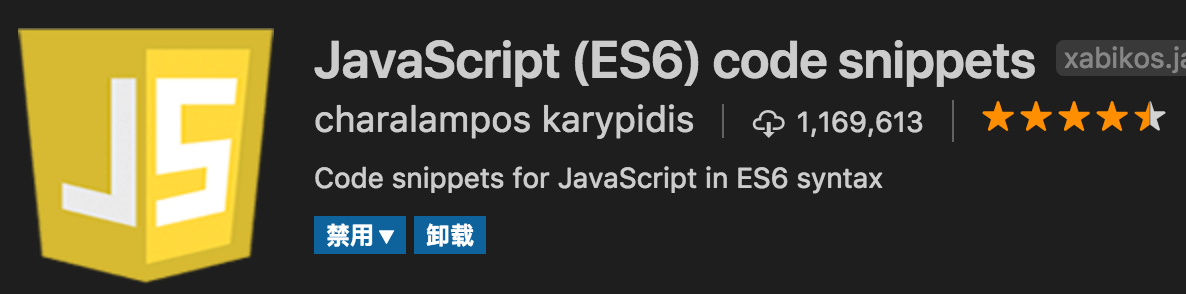 JS
JavaScript (ES6) code snippets xabikos.ja
charalampos karypidis | 1,169,613 |
Code snippets for JavaScript in ES6 syntax
禁用▼ 卸载